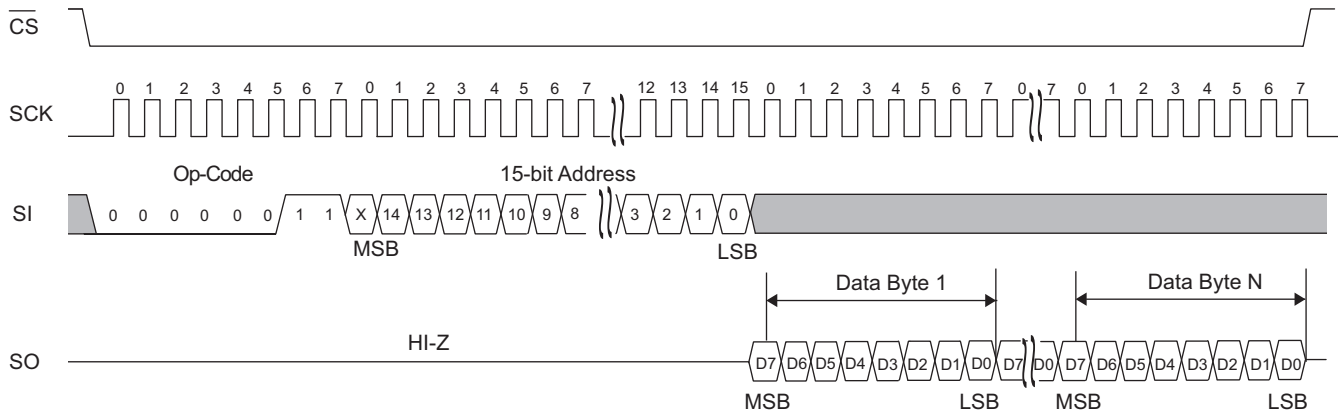 CS
0 1 2 3 4 5 6 7 0 1 2 3 4 5 6 7 12 13 14 15 0 1 2 3 4 5 6 7 0 7 0 1 2 3 4 5 6 7
SCK
Op-Code 15-bit Address
SI 0 0 0 0 0 0 1 1 X 14 13 12 11 10 9 8 3 2 1 0
MSB LSB
Data Byte 1 Data Byte N
HI-Z
SO D7 D6 D5 D4 D3 D2 D1 D0 D7 D0 D7 D6 D5 D4 D3 D2 D1 D0
MSB LSB MSB LSB